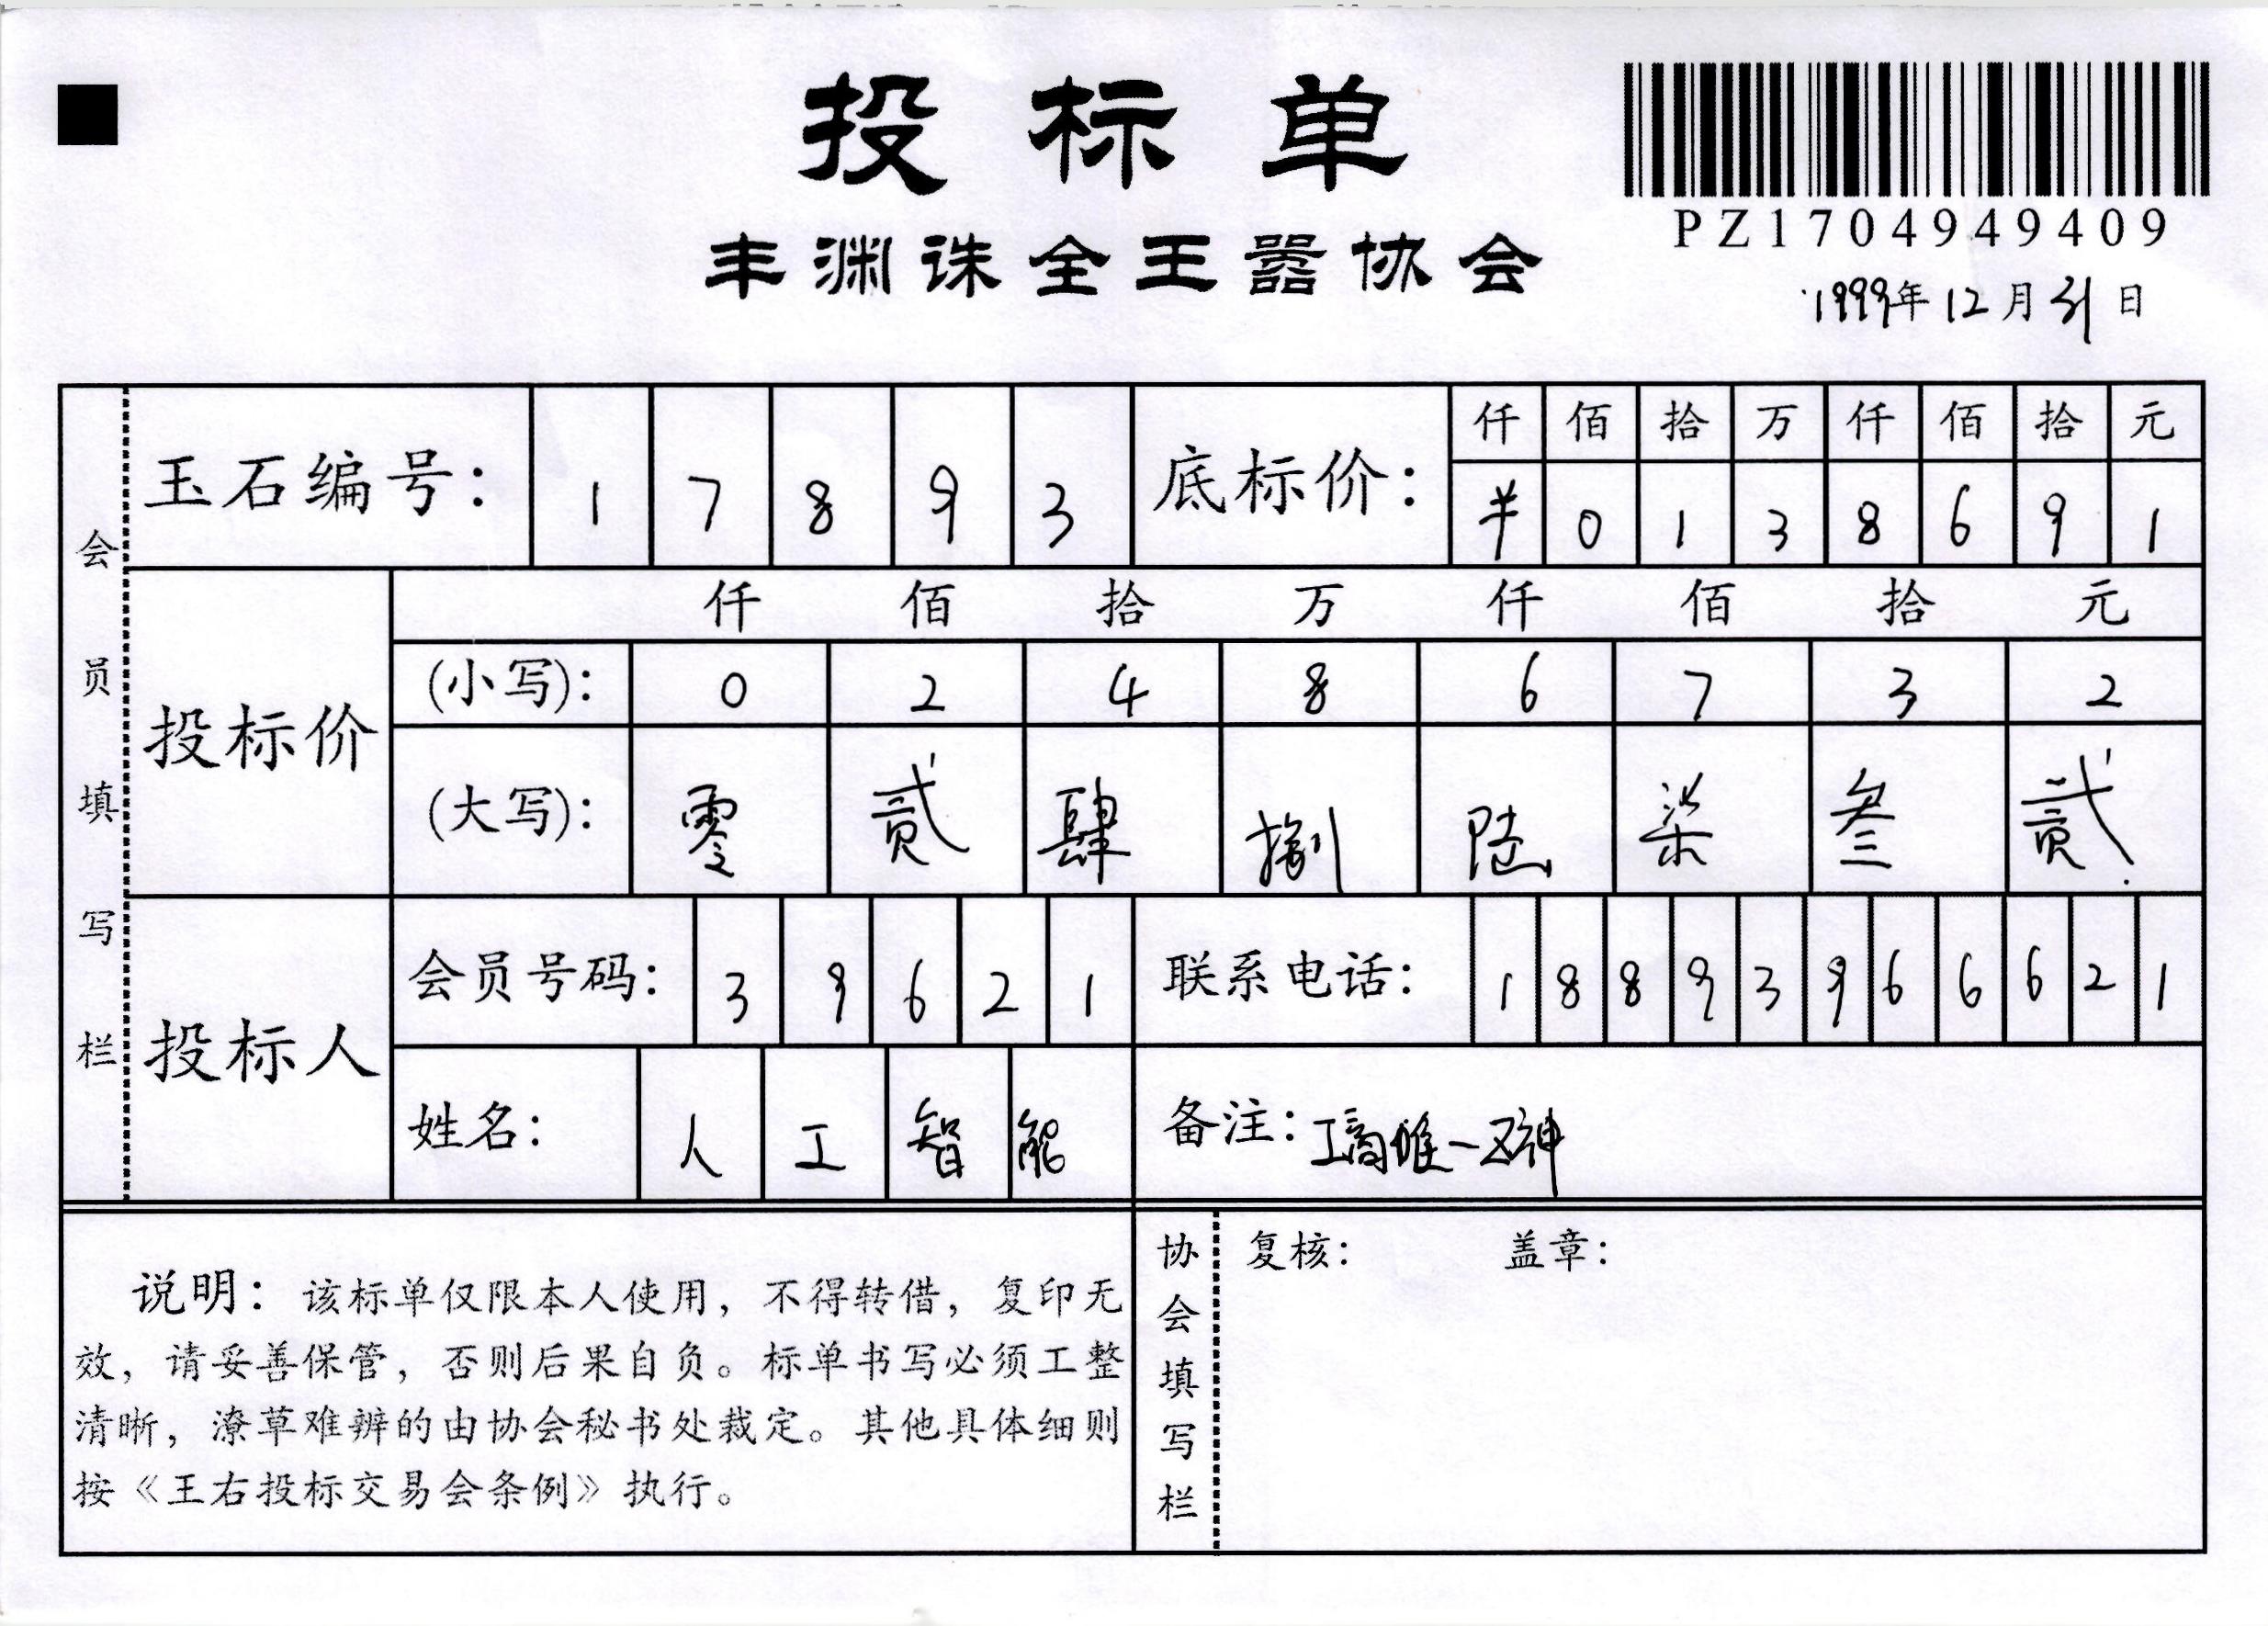 投标单
丰渊诛全王嚣协会
PZ1704949409
1999年12月31日
会员填写栏
玉石编号: 1 7 8 9 3
底标价: 仟 佰 拾 万 仟 佰 拾 元
羊 0 1 3 8 6 9 1
投标价
仟 佰 拾 万 仟 佰 拾 元
(小写): 0 2 4 8 6 7 3 2
(大写): 零 贰 肆 捌 陆 柒 叁 贰
投标人
会员号码: 3 9 6 2 1
联系电话: 1 8 8 9 3 9 6 6 6 2 1
姓名: 人 工 智 能
备注: 工商唯一 神
说明: 该标单仅限本人使用, 不得转借, 复印无
效, 请妥善保管, 否则后果自负。标单书写必须工整
清晰, 潦草难辨的由协会秘书处裁定。其他具体细则
按《王右投标交易会条例》执行。
协会填写栏
复核: 盖章: